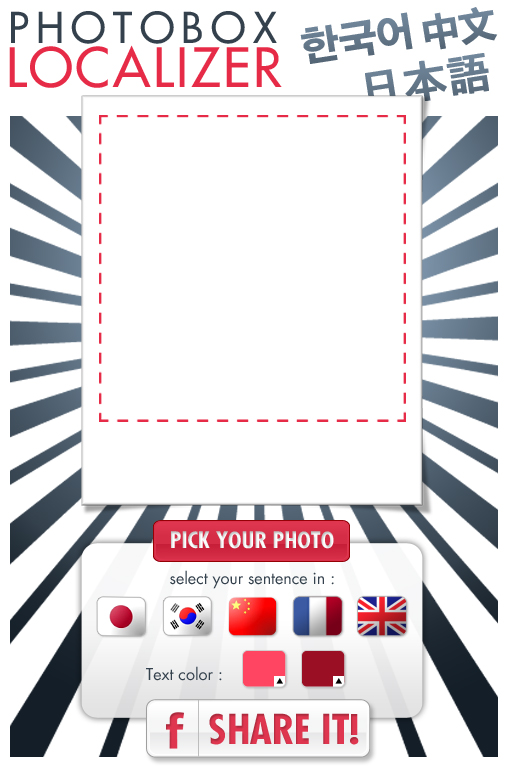 PHOTOBOX
LOCALIZER
한국어 中文
日本語
PICK YOUR PHOTO
select your sentence in :
Text color :
f SHARE IT!